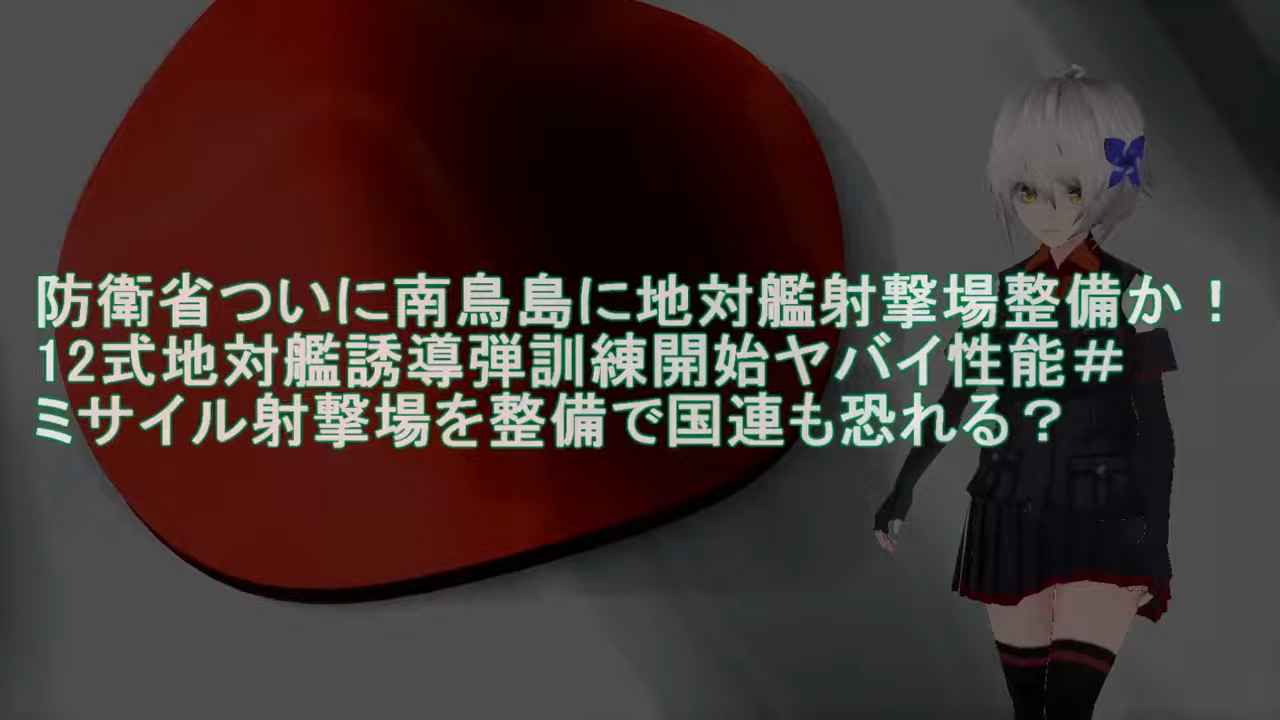 防衛省ついに南鳥島に地対艦射撃場整備か！
12式地対艦誘導弾訓練開始ヤバイ性能＃
ミサイル射撃場を整備で国連も恐れる？